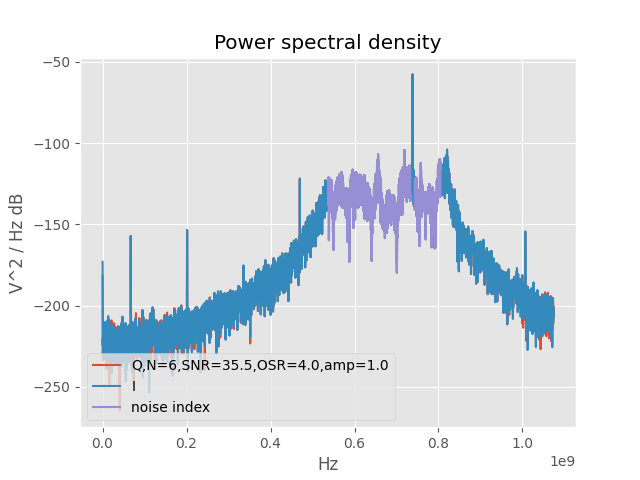 Power spectral density
V^2 / Hz dB
−50
−100
−150
−200
−250
Q,N=6,SNR=35.5,OSR=4.0,amp=1.0
I
noise index
0.0 0.2 0.4 0.6 0.8 1.0
1e9
Hz